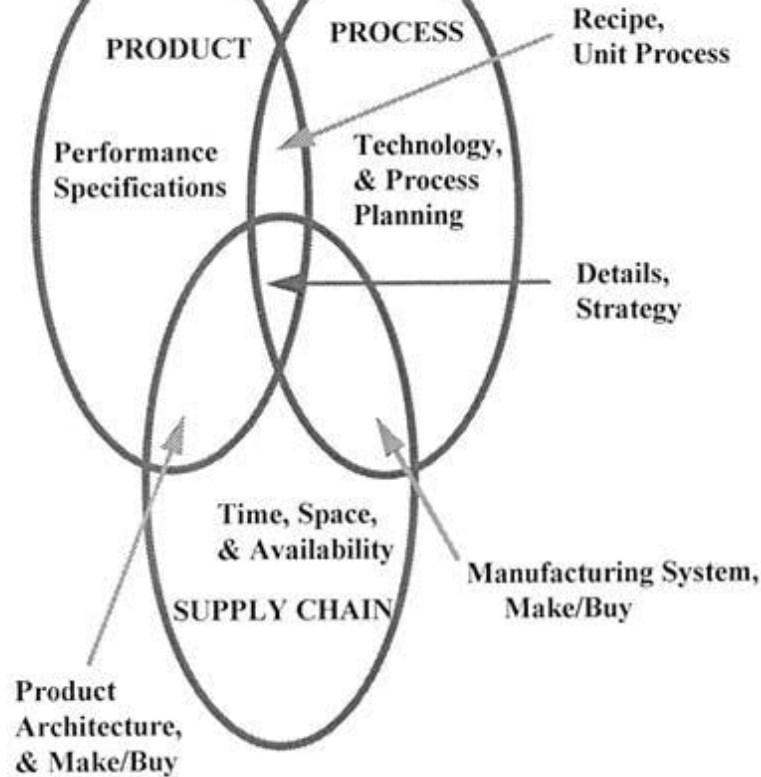 PRODUCT
PROCESS
Recipe,
Unit Process
Performance
Specifications
Technology,
& Process
Planning
Details,
Strategy
Time, Space,
& Availability
SUPPLY CHAIN
Manufacturing System,
Make/Buy
Product
Architecture,
& Make/Buy